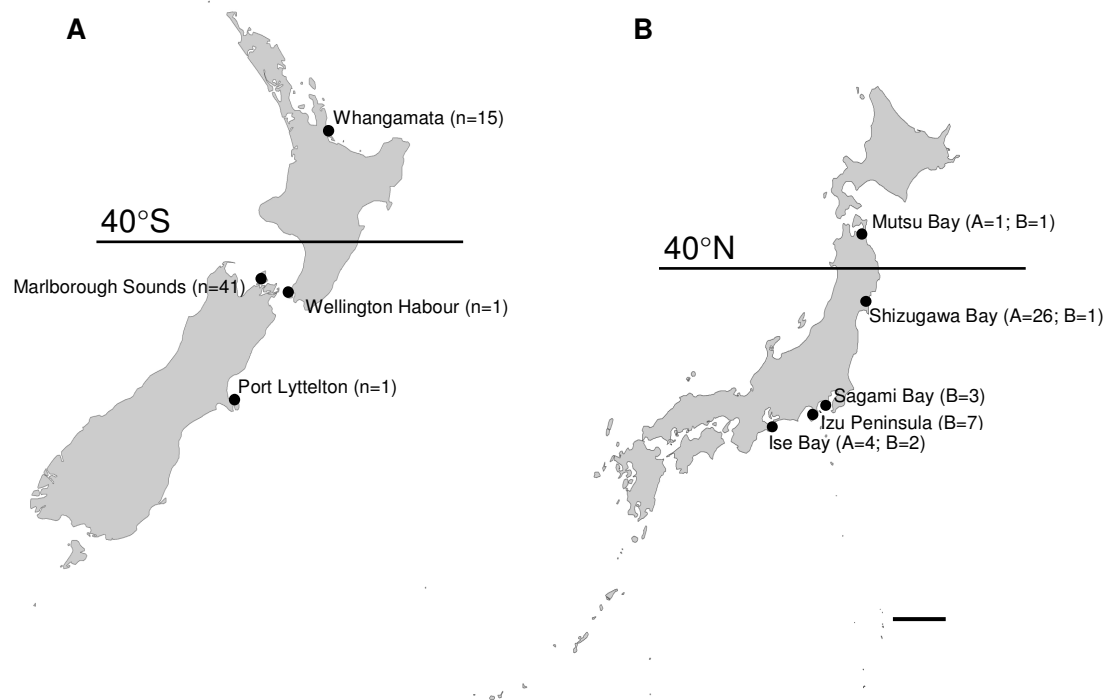 A
Whangamata (n=15)
40°S
Marlborough Sounds (n=41)
Wellington Habour (n=1)
Port Lyttelton (n=1)
B
Mutsu Bay (A=1; B=1)
40°N
Shizugawa Bay (A=26; B=1)
Sagami Bay (B=3)
Izu Peninsula (B=7)
Ise Bay (A=4; B=2)